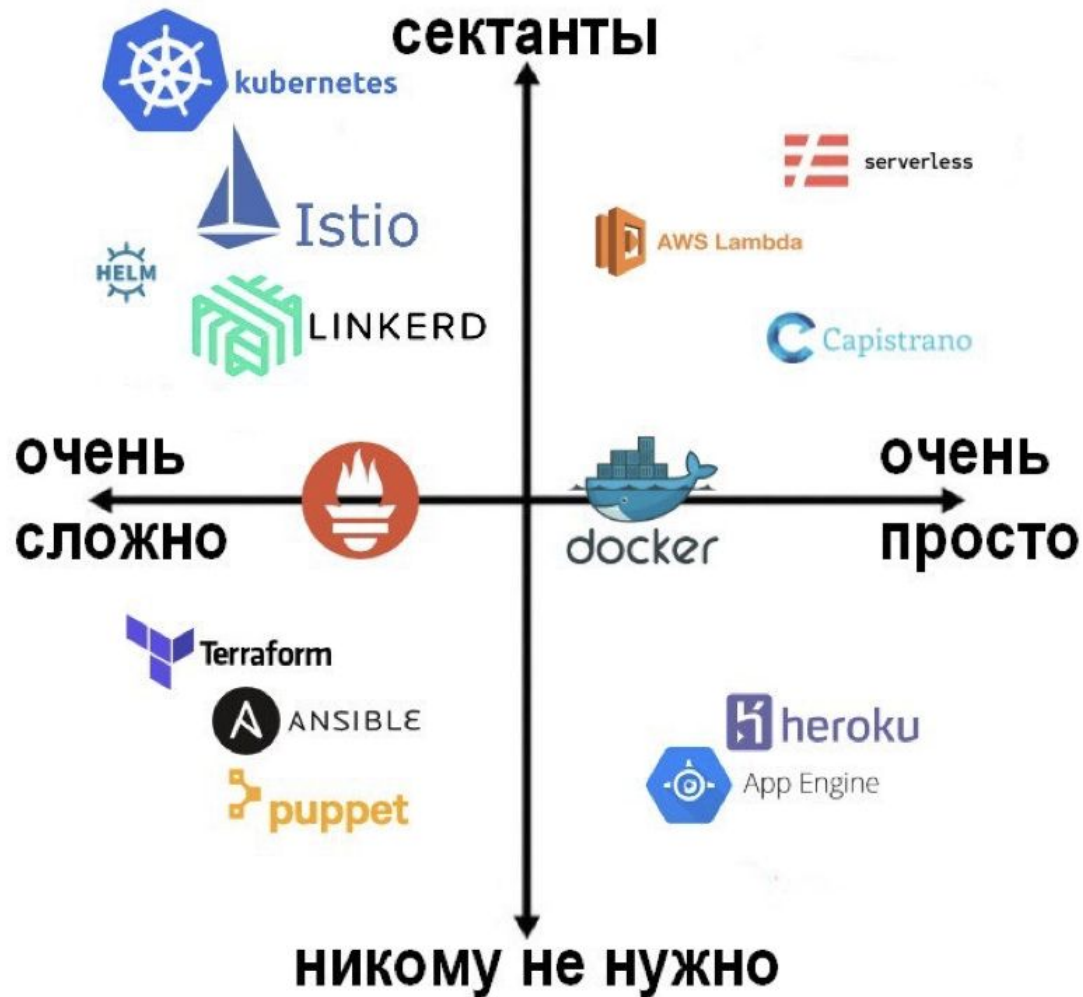 сектанты
kubernetes
serverless
Istio
AWS Lambda
HELM
LINKERD
Capistrano
очень
сложно
очень
просто
docker
Terraform
ANSIBLE
heroku
App Engine
puppet
никому не нужно